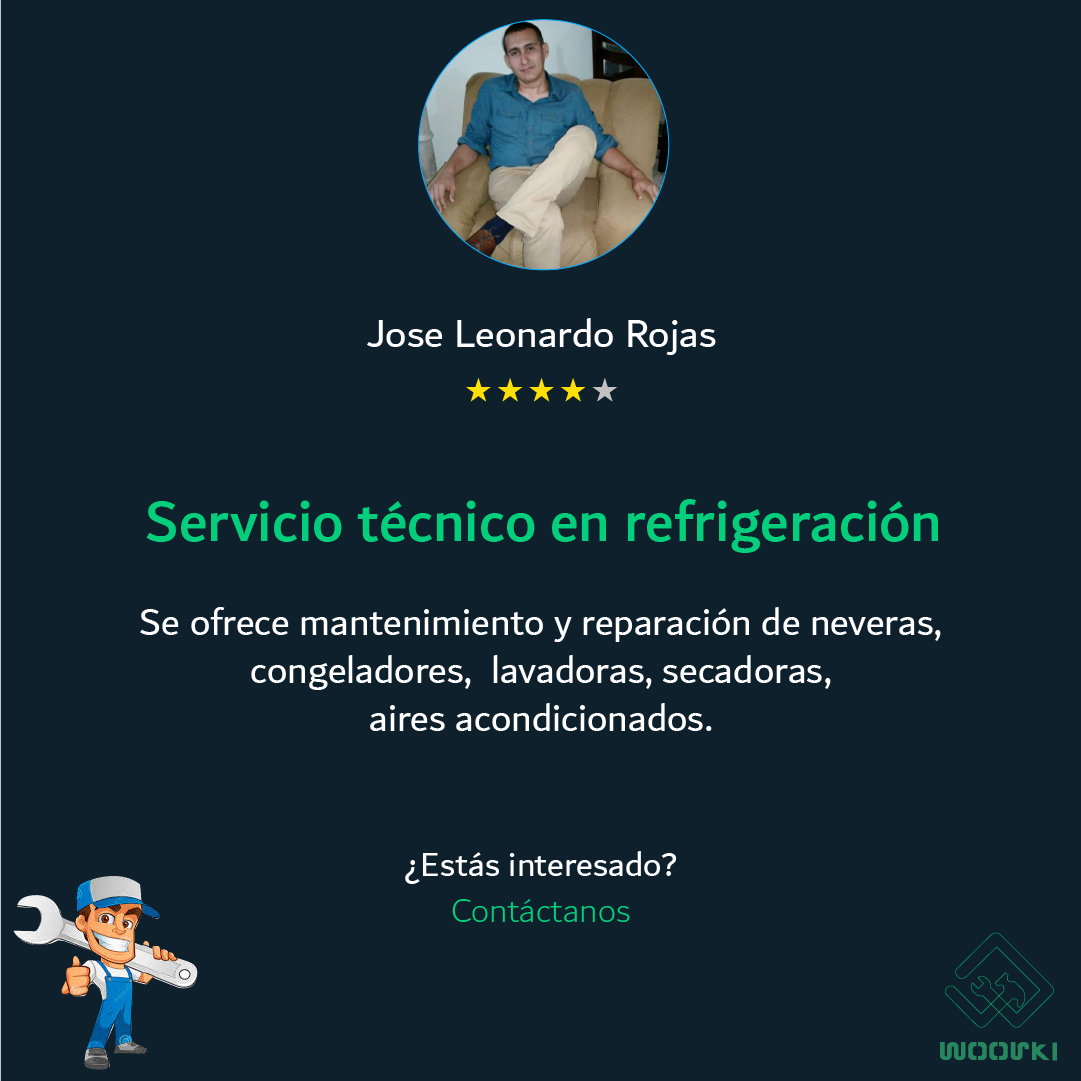 Jose Leonardo Rojas
Servicio técnico en refrigeración
Se ofrece mantenimiento y reparación de neveras,
congeladores, lavadoras, secadoras,
aires acondicionados.
¿Estás interesado?
Contáctanos
WOORKI